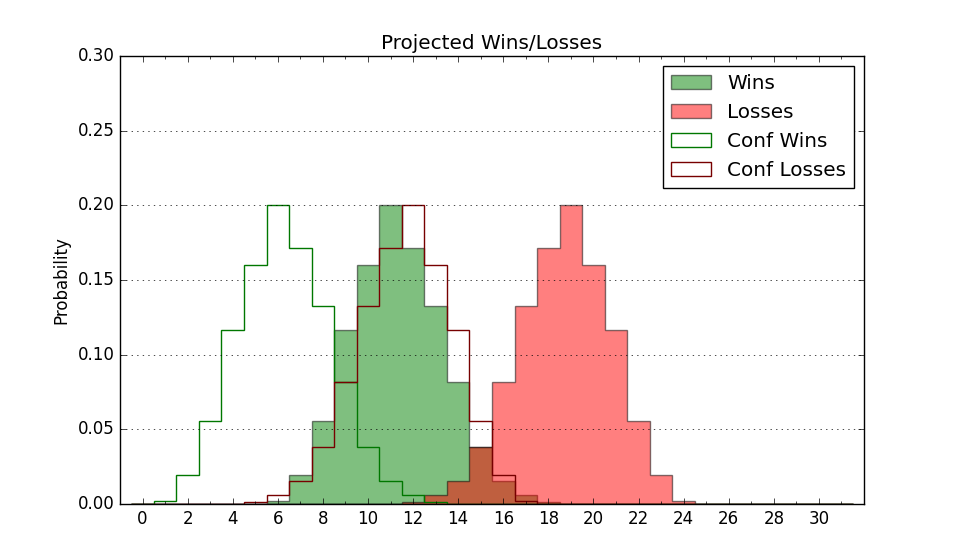 Projected Wins/Losses
0.30
0.25
0.20
0.15
0.10
0.05
0.00
Probability
Wins
Losses
Conf Wins
Conf Losses
0 2 4 6 8 10 12 14 16 18 20 22 24 26 28 30